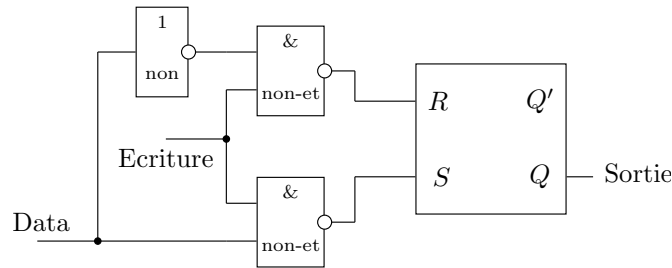 1
non
&
non-et
R
Q'
Ecriture
S
Q
Sortie
&
non-et
Data